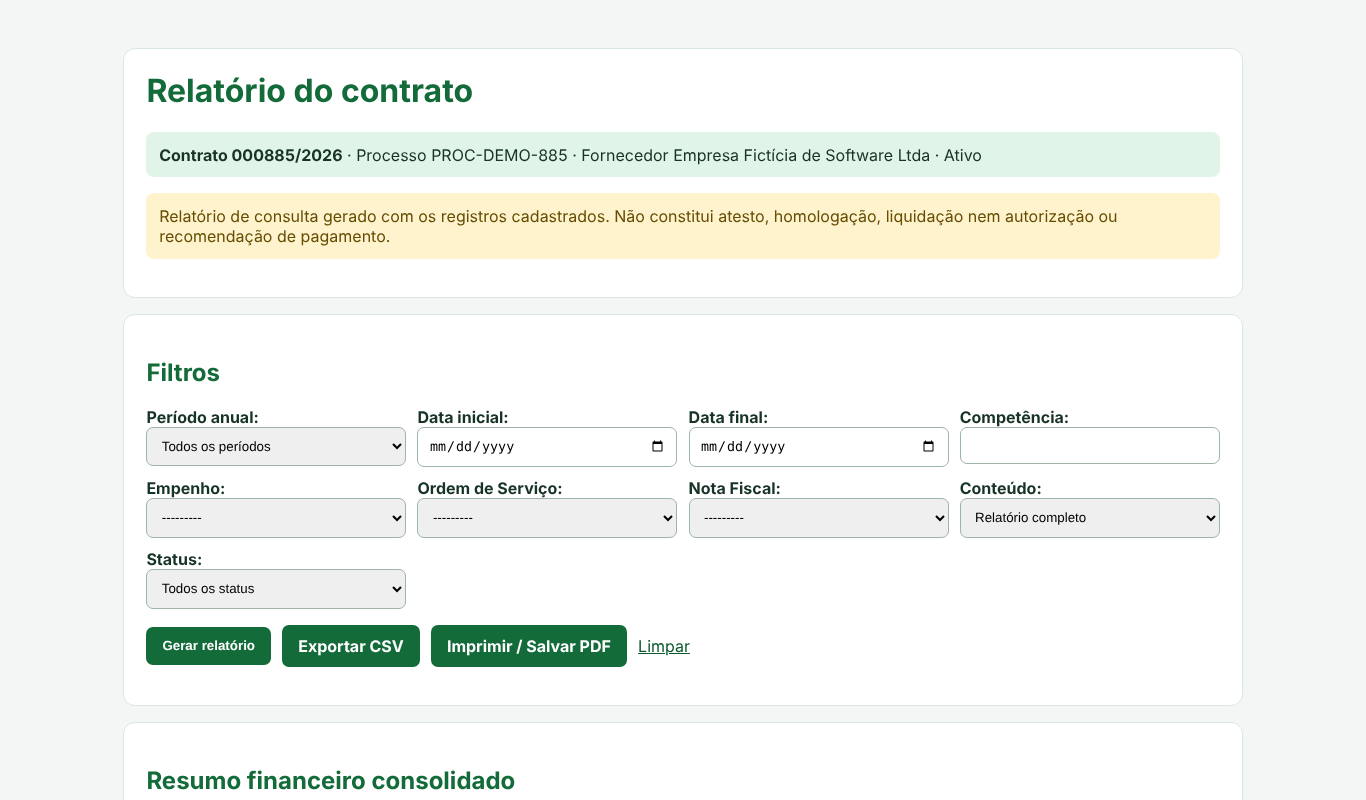 Relatório do contrato
Contrato 000885/2026 · Processo PROC-DEMO-885 · Fornecedor Empresa Fictícia de Software Ltda · Ativo
Relatório de consulta gerado com os registros cadastrados. Não constitui atesto, homologação, liquidação nem autorização ou
recomendação de pagamento.
Filtros
Período anual: Data inicial: Data final: Competência:
Todos os períodos mm/dd/yyyy mm/dd/yyyy
Empenho: Ordem de Serviço: Nota Fiscal: Conteúdo:
--------- --------- --------- Relatório completo
Status:
Todos os status
Gerar relatório Exportar CSV Imprimir / Salvar PDF Limpar
Resumo financeiro consolidado